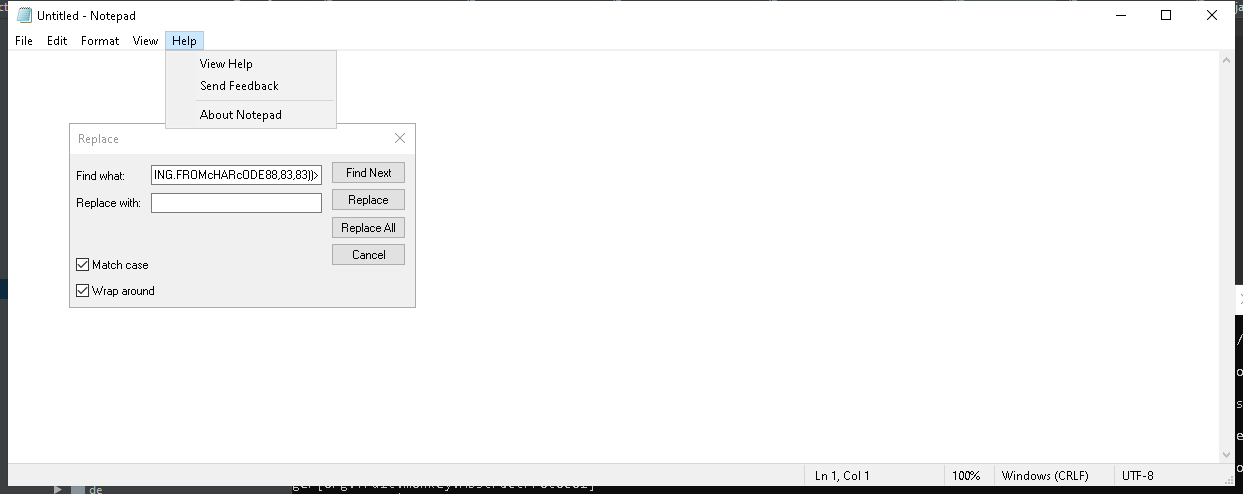 Untitled - Notepad
File Edit Format View Help
View Help
Send Feedback
About Notepad
Replace
Find what: ING.FROMcHARcODE88,83,83))> Find Next
Replace with: Replace
Replace All
Cancel
Match case
Wrap around
Ln 1, Col 1 100% Windows (CRLF) UTF-8
de